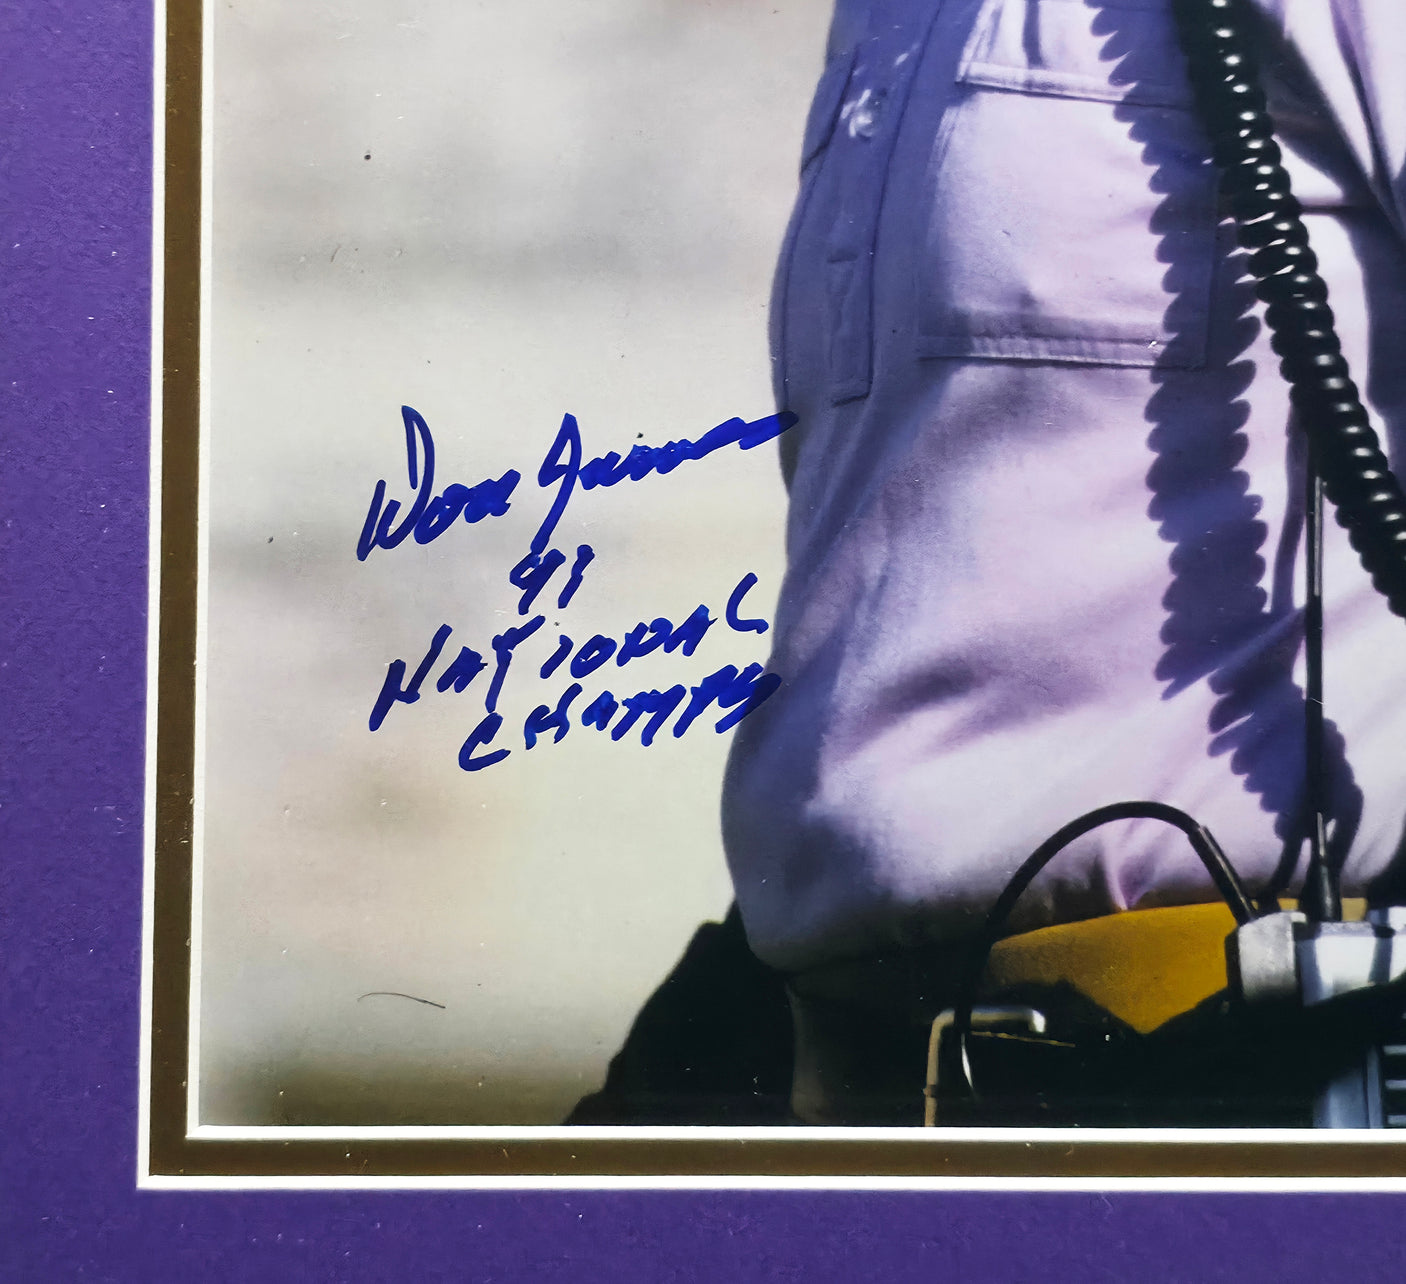 Don James
91
NATIONAL
CHAMPS